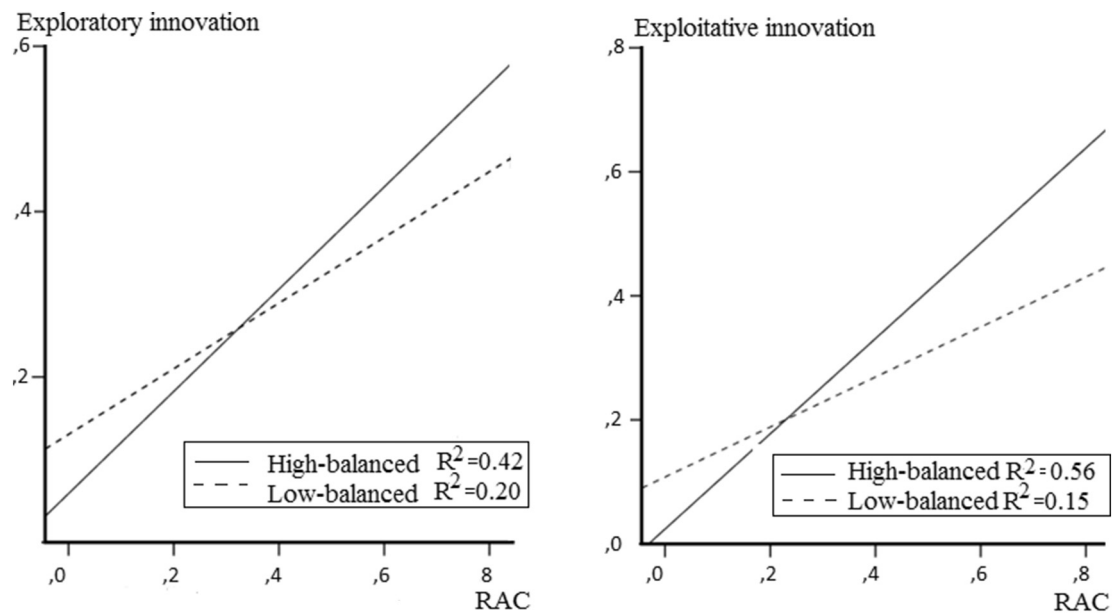 Exploratory innovation
,6
,4
,2
High-balanced R²=0.42
Low-balanced R²=0.20
,0 ,2 ,4 ,6 8
RAC
Exploitative innovation
,8
,6
,4
,2
,0
High-balanced R²=0.56
Low-balanced R²=0.15
,0 ,2 ,4 ,6 ,8
RAC